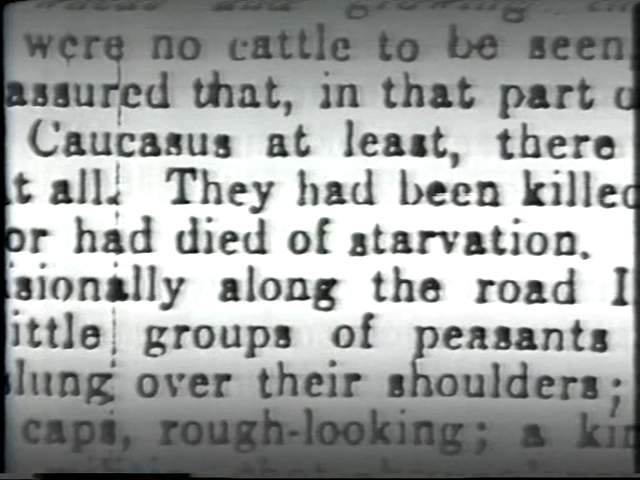 were no cattle to be seen
assured that, in that part
Caucasus at least, there
t all. They had been killed
or had died of starvation.
sionally along the road I
ittle groups of peasants
lung over their shoulders;
caps, rough-looking; a kin